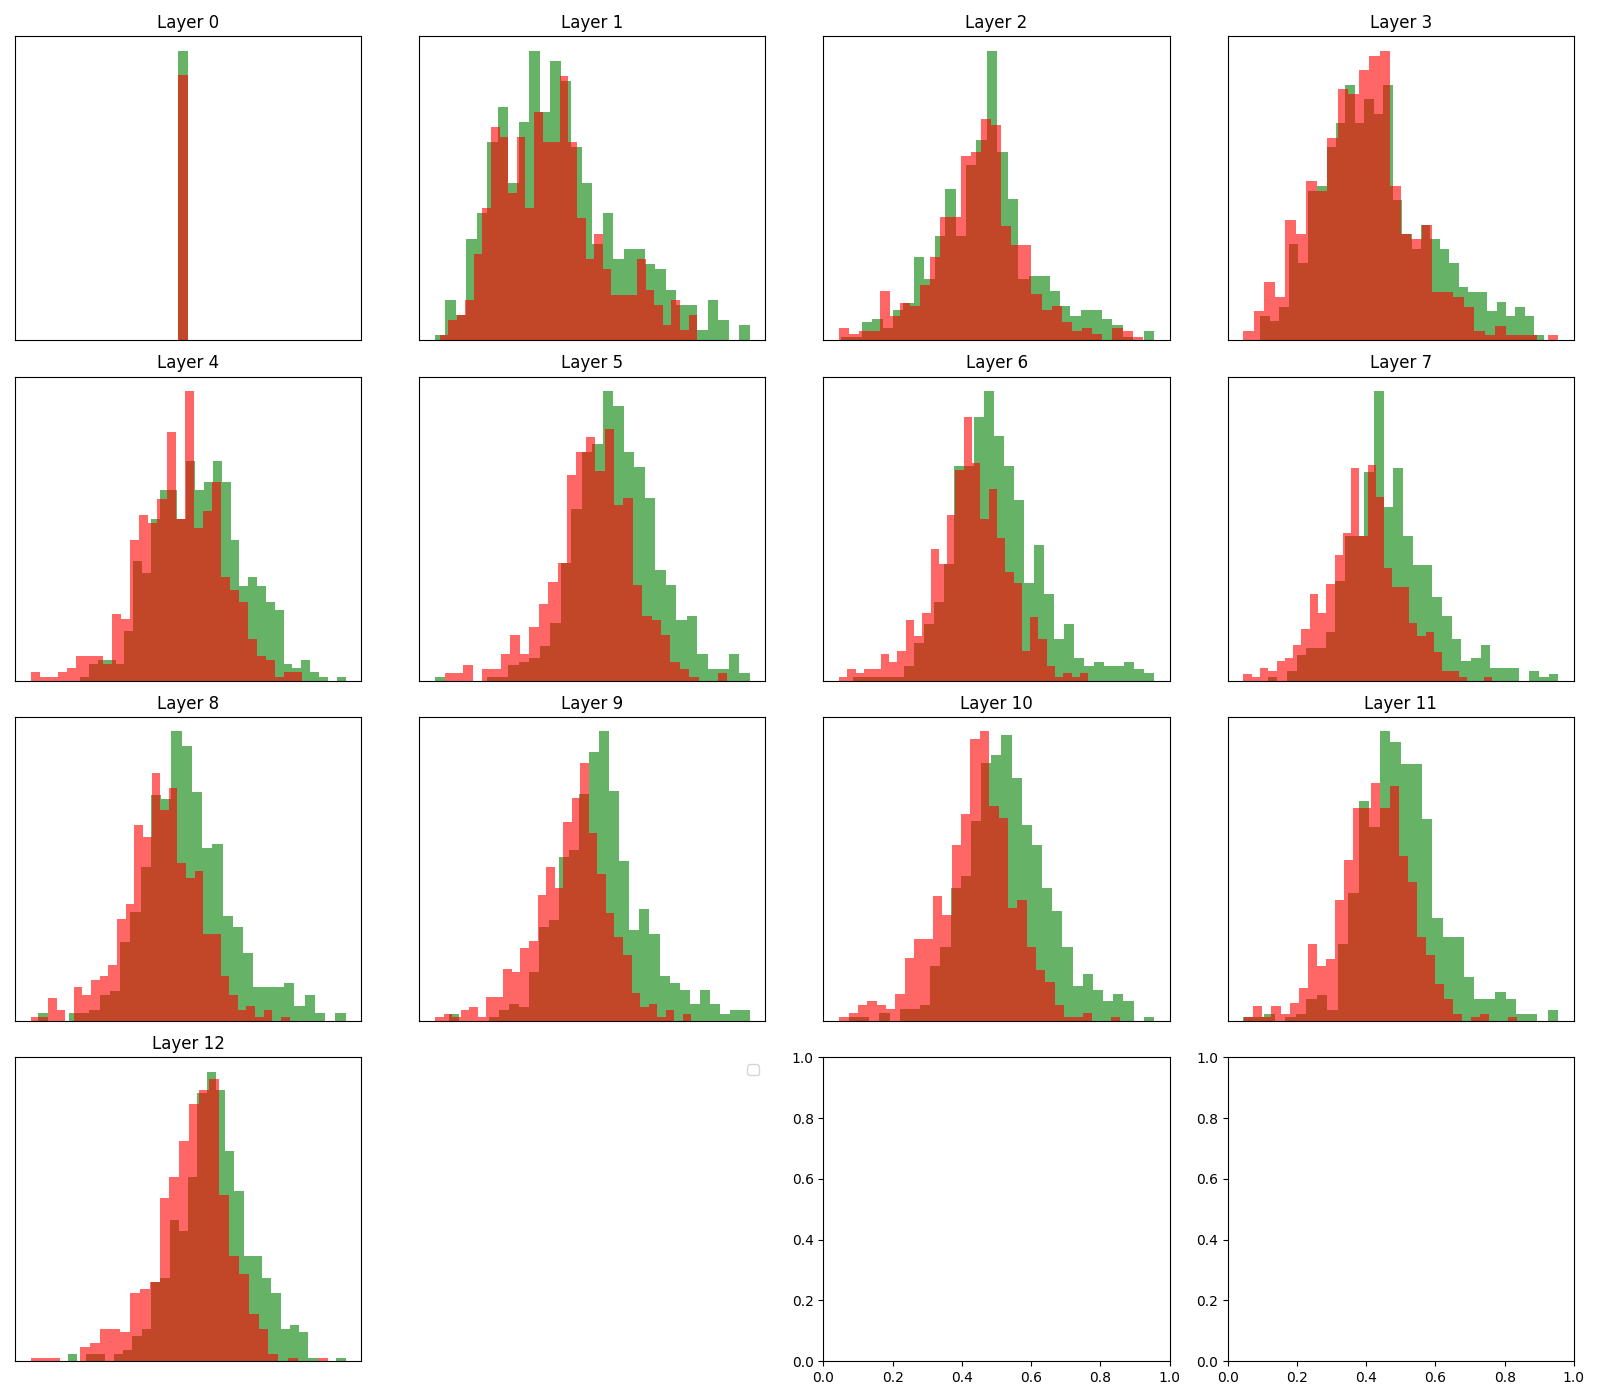 Layer 0
Layer 1
Layer 2
Layer 3
Layer 4
Layer 5
Layer 6
Layer 7
Layer 8
Layer 9
Layer 10
Layer 11
Layer 12
1.0
0.8
0.6
0.4
0.2
0.0
0.0 0.2 0.4 0.6 0.8 1.0
1.0
0.8
0.6
0.4
0.2
0.0
0.0 0.2 0.4 0.6 0.8 1.0